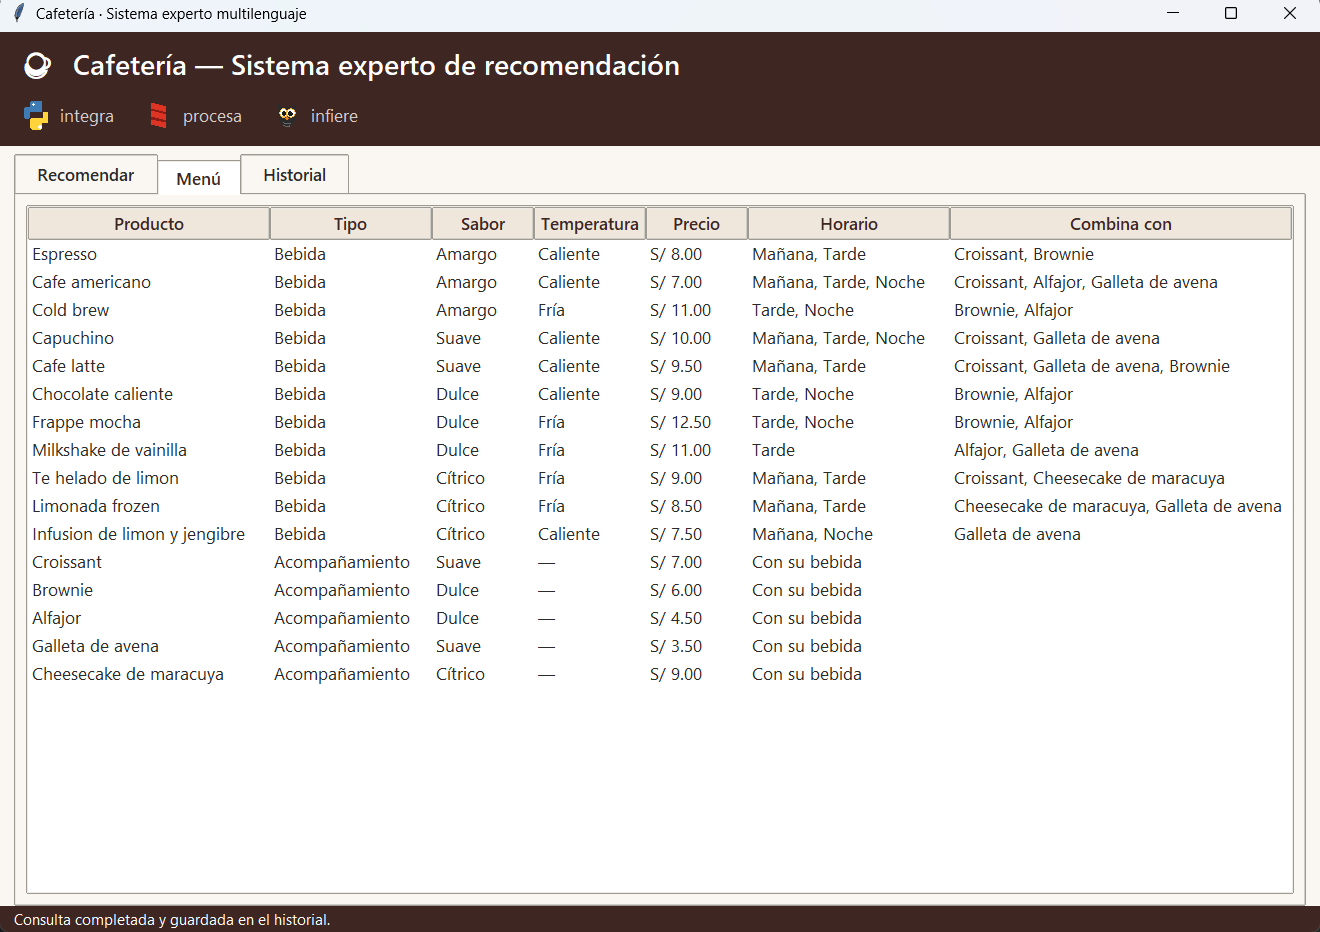 Cafetería · Sistema experto multilenguaje
Cafetería — Sistema experto de recomendación
integra procesa infiere
Recomendar Menú Historial
Producto Tipo Sabor Temperatura Precio Horario Combina con
Espresso Bebida Amargo Caliente S/ 8.00 Mañana, Tarde Croissant, Brownie
Cafe americano Bebida Amargo Caliente S/ 7.00 Mañana, Tarde, Noche Croissant, Alfajor, Galleta de avena
Cold brew Bebida Amargo Fría S/ 11.00 Tarde, Noche Brownie, Alfajor
Capuchino Bebida Suave Caliente S/ 10.00 Mañana, Tarde, Noche Croissant, Galleta de avena
Cafe latte Bebida Suave Caliente S/ 9.50 Mañana, Tarde Croissant, Galleta de avena, Brownie
Chocolate caliente Bebida Dulce Caliente S/ 9.00 Tarde, Noche Brownie, Alfajor
Frappe mocha Bebida Dulce Fría S/ 12.50 Tarde, Noche Brownie, Alfajor
Milkshake de vainilla Bebida Dulce Fría S/ 11.00 Tarde Alfajor, Galleta de avena
Te helado de limon Bebida Cítrico Fría S/ 9.00 Mañana, Tarde Croissant, Cheesecake de maracuya
Limonada frozen Bebida Cítrico Fría S/ 8.50 Mañana, Tarde Cheesecake de maracuya, Galleta de avena
Infusion de limon y jengibre Bebida Cítrico Caliente S/ 7.50 Mañana, Noche Galleta de avena
Croissant Acompañamiento Suave — S/ 7.00 Con su bebida
Brownie Acompañamiento Dulce — S/ 6.00 Con su bebida
Alfajor Acompañamiento Dulce — S/ 4.50 Con su bebida
Galleta de avena Acompañamiento Suave — S/ 3.50 Con su bebida
Cheesecake de maracuya Acompañamiento Cítrico — S/ 9.00 Con su bebida
Consulta completada y guardada en el historial.